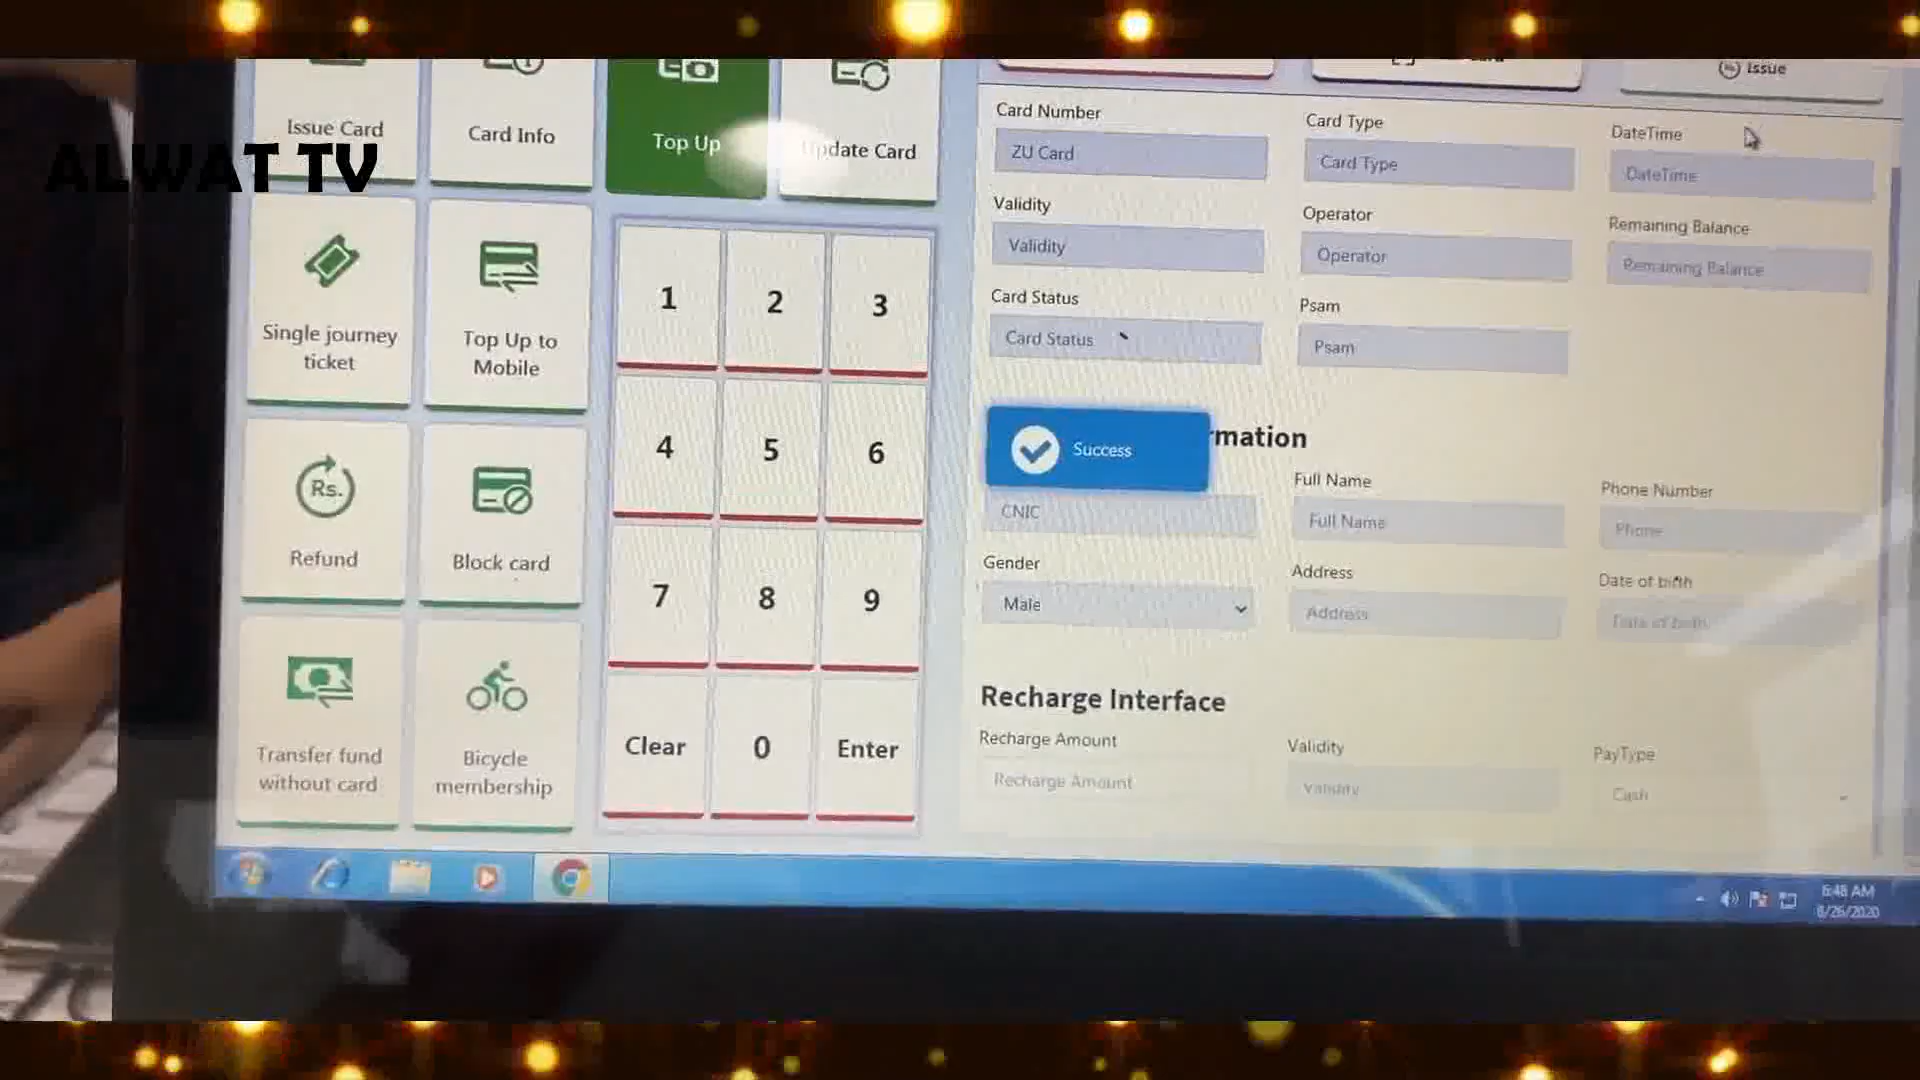 Issue Card
Card Info
Top Up
Update Card
ALWAT TV
Single journey
ticket
Top Up to
Mobile
Rs.
Refund
Block card
Transfer fund
without card
Bicycle
membership
1
2
3
4
5
6
7
8
9
Clear
0
Enter
Issue
Card Number
ZU Card
Card Type
Card Type
DateTime
DateTime
Validity
Validity
Operator
Operator
Remaining Balance
Remaining Balance
Card Status
Card Status
Psam
Psam
Success
rmation
CNIC
Full Name
Full Name
Phone Number
Phone
Gender
Male
Address
Address
Date of birth
Date of birth
Recharge Interface
Recharge Amount
Recharge Amount
Validity
Validity
PayType
Cash
6:48 AM
8/26/2020